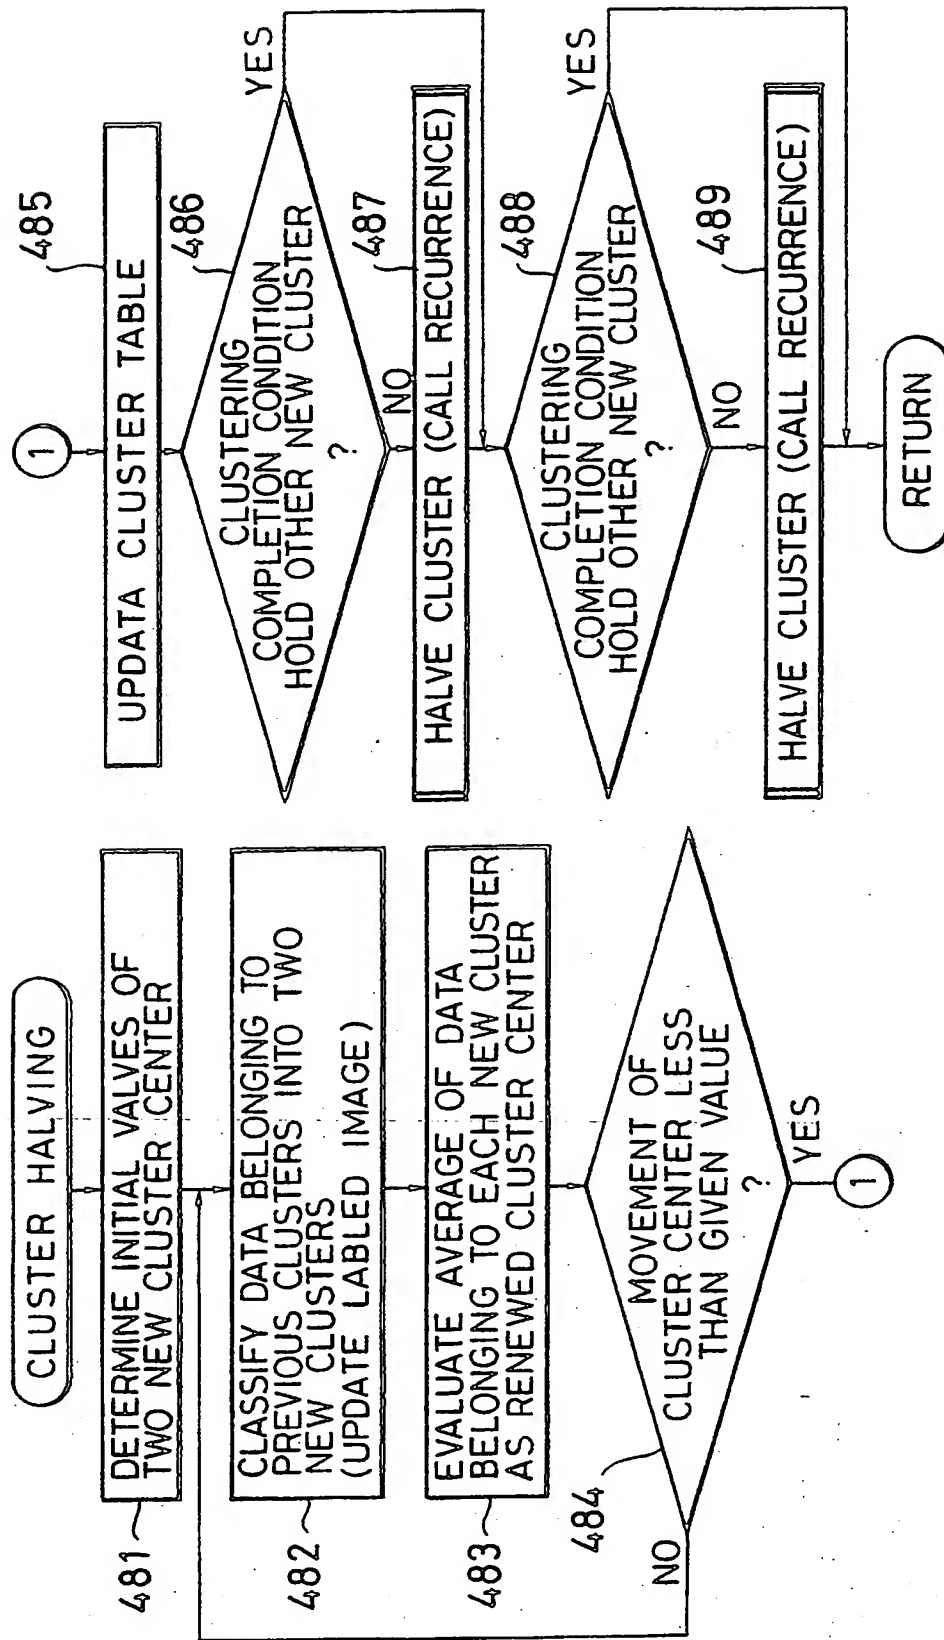 CLUSTER HALVING
481
DETERMINE INITIAL VALVES OF
TWO NEW CLUSTER CENTER
482
CLASSIFY DATA BELONGING TO
PREVIOUS CLUSTERS INTO TWO
NEW CLUSTERS
(UPDATE LABLED IMAGE)
483
EVALUATE AVERAGE OF DATA
BELONGING TO EACH NEW CLUSTER
AS RENEWED CLUSTER CENTER
484
MOVEMENT OF
CLUSTER CENTER LESS
THAN GIVEN VALUE
?
NO
YES
1
1
485
UPDATA CLUSTER TABLE
486
CLUSTERING
COMPLETION CONDITION
HOLD OTHER NEW CLUSTER
?
YES
NO
487
HALVE CLUSTER (CALL RECURRENCE)
488
CLUSTERING
COMPLETION CONDITION
HOLD OTHER NEW CLUSTER
?
YES
NO
489
HALVE CLUSTER (CALL RECURRENCE)
RETURN